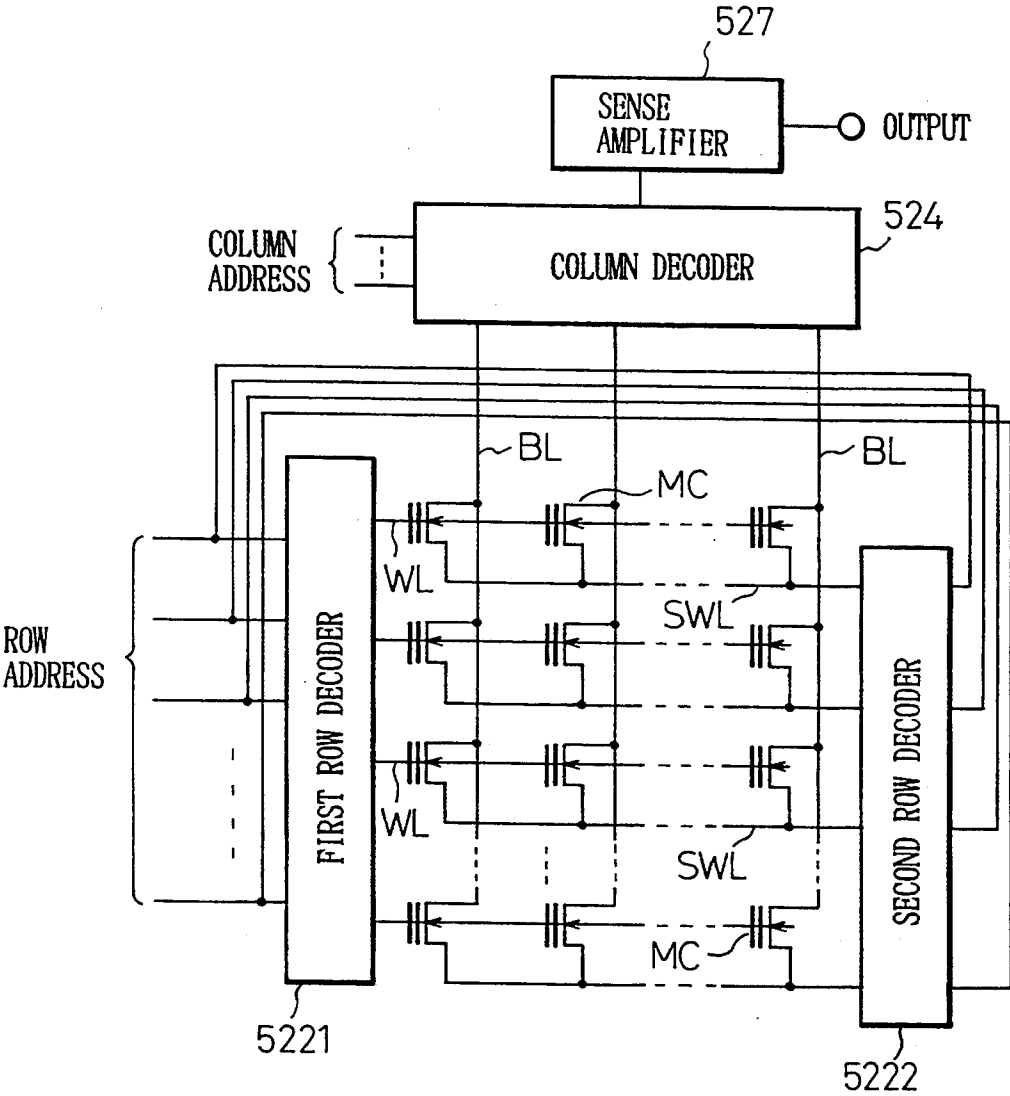 527
SENSE
AMPLIFIER
OUTPUT
524
COLUMN
ADDRESS
COLUMN DECODER
BL
BL
MC
WL
SWL
ROW
ADDRESS
FIRST ROW DECODER
SECOND ROW DECODER
WL
SWL
MC
5221
5222